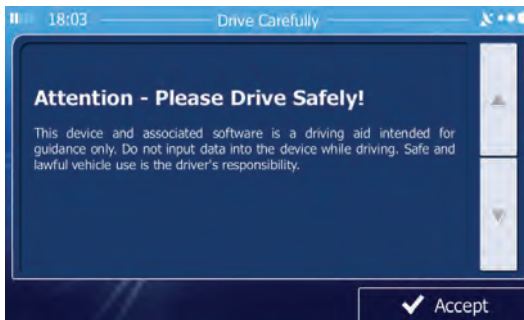 18:03 Drive Carefully
Attention - Please Drive Safely!
This device and associated software is a driving aid intended for
guidance only. Do not input data into the device while driving. Safe and
lawful vehicle use is the driver's responsibility.
Accept